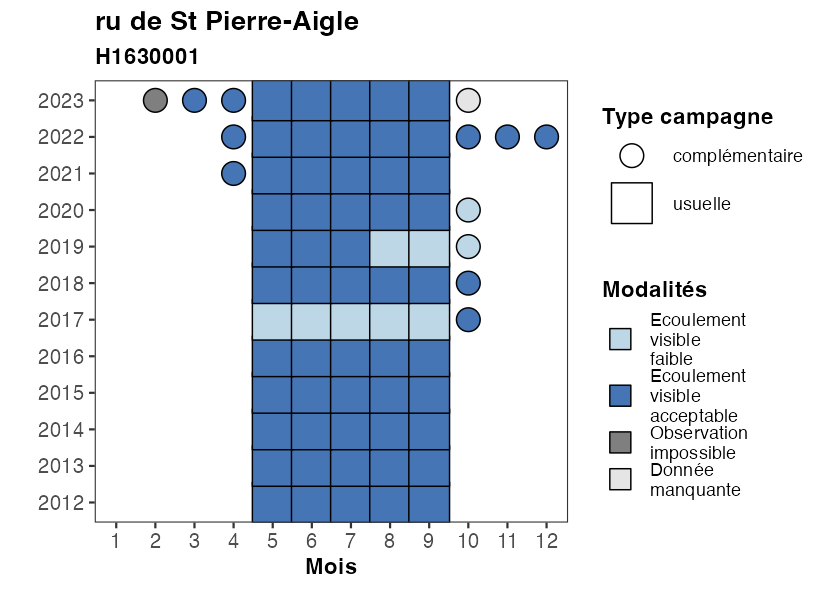 ru de St Pierre-Aigle
H1630001
2023
2022
2021
2020
2019
2018
2017
2016
2015
2014
2013
2012
1 2 3 4 5 6 7 8 9 10 11 12
Mois
Type campagne
complémentaire
usuelle
Modalités
Ecoulement
visible
faible
Ecoulement
visible
acceptable
Observation
impossible
Donnée
manquante